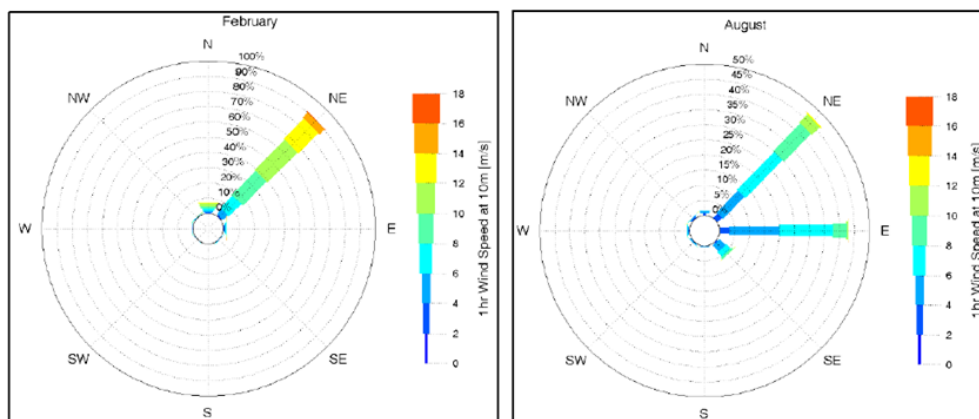 February
N
100%
90%
80%
70%
60%
50%
40%
30%
20%
10%
0%
NE
E
SE
S
SW
W
NW
18
16
14
12
10
8
6
4
2
0
1hr Wind Speed at 10m [m/s]
August
N
50%
45%
40%
35%
30%
25%
20%
15%
10%
5%
0%
NE
E
SE
S
SW
W
NW
18
16
14
12
10
8
6
4
2
0
1hr Wind Speed at 10m [m/s]